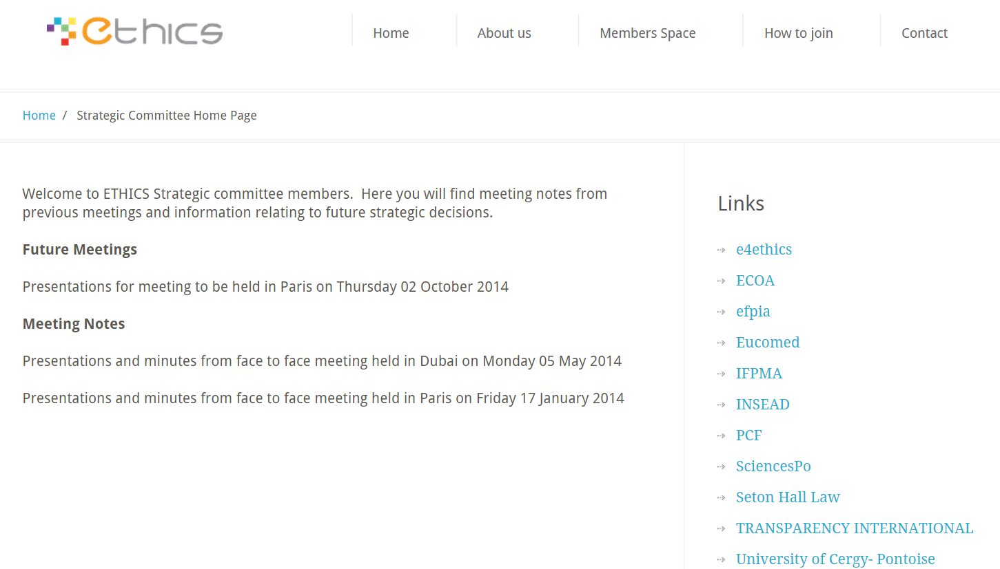 ethics
Home
About us
Members Space
How to join
Contact
Home / Strategic Committee Home Page
Welcome to ETHICS Strategic committee members.  Here you will find meeting notes from
previous meetings and information relating to future strategic decisions.
Future Meetings
Presentations for meeting to be held in Paris on Thursday 02 October 2014
Meeting Notes
Presentations and minutes from face to face meeting held in Dubai on Monday 05 May 2014
Presentations and minutes from face to face meeting held in Paris on Friday 17 January 2014
Links
e4ethics
ECOA
efpia
Eucomed
IFPMA
INSEAD
PCF
SciencesPo
Seton Hall Law
TRANSPARENCY INTERNATIONAL
University of Cergy- Pontoise